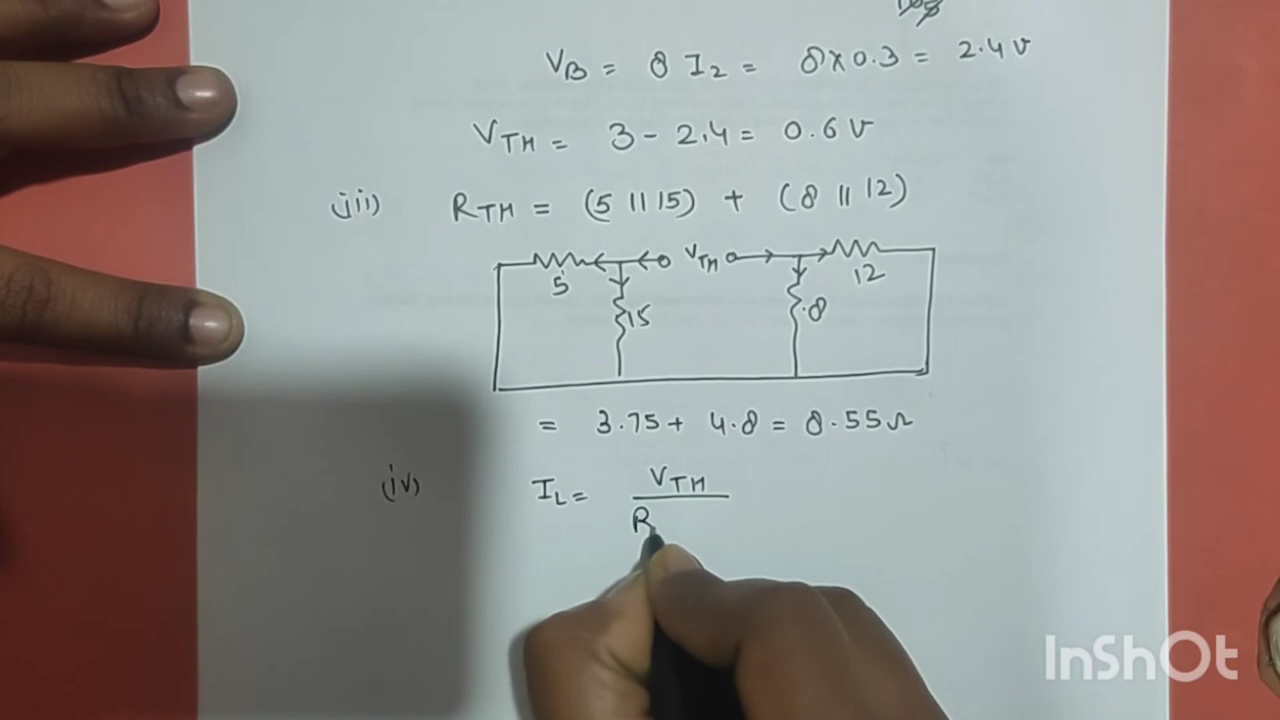 V_B = 8 I_2 = 8×0.3 = 2.4 v
V_TH = 3 - 2.4 = 0.6 V
(iii) R_TH = (5 || 15) + (8 || 12)
V_TH
5
12
15
8
= 3.75 + 4.8 = 8.55 Ω
(iv) I_L = V_TH
R
InShOt